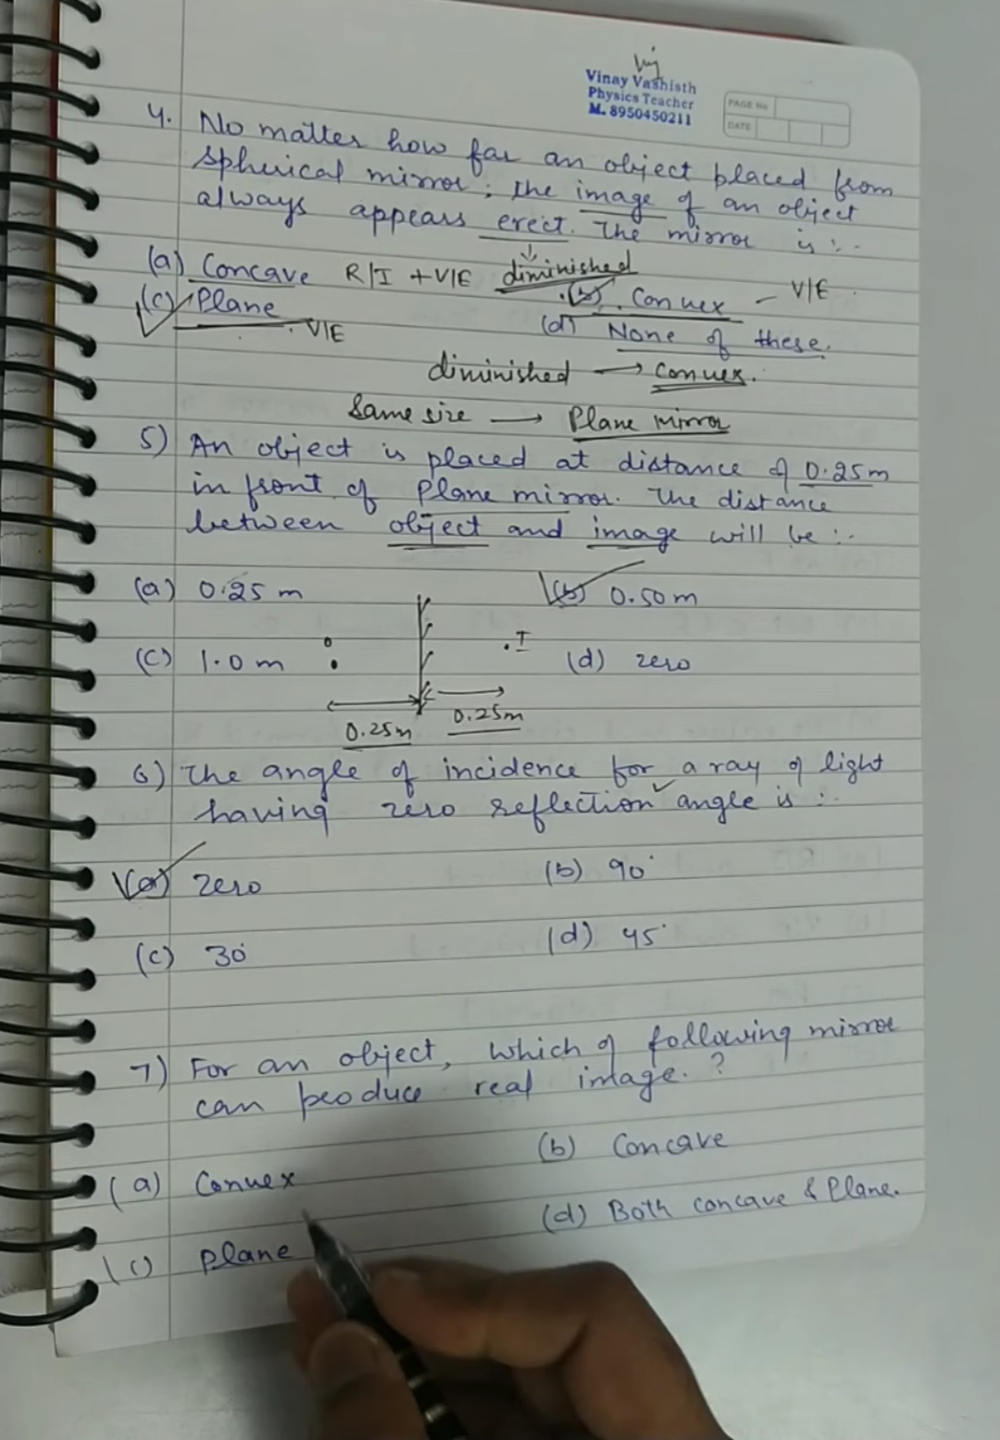 Vinay Vashisth
Physics Teacher
M. 8950450211
PAGE No
DATE
4. No matter how far an object placed from
spherical mirror; the image of an object
always appears erect. The mirror is :-
(a) Concave R/I + V/E diminished
(b) Convex - V/E
(c) Plane V/E
(d) None of these.
diminished → Convex.
Same size → Plane mirror
5) An object is placed at distance of 0.25m
in front of plane mirror. The distance
between object and image will be :-
(a) 0.25 m (b) 0.50m
(c) 1.0 m (d) zero
O I
0.25m 0.25m
6) The angle of incidence for a ray of light
having zero reflection angle is :-
(a) zero (b) 90°
(c) 30° (d) 45°
7) For an object, which of following mirror
can produce real image. ?
(a) Convex (b) Concave
(c) plane (d) Both concave & Plane.